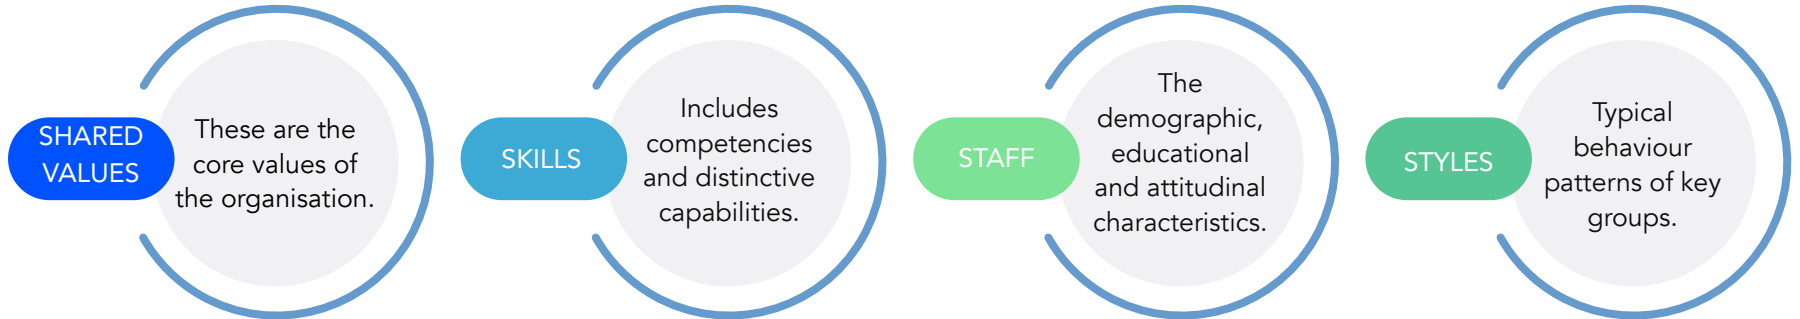 SHARED
VALUES
These are the
core values of
the organisation.
SKILLS
Includes
competencies
and distinctive
capabilities.
STAFF
The
demographic,
educational
and attitudinal
characteristics.
STYLES
Typical
behaviour
patterns of key
groups.